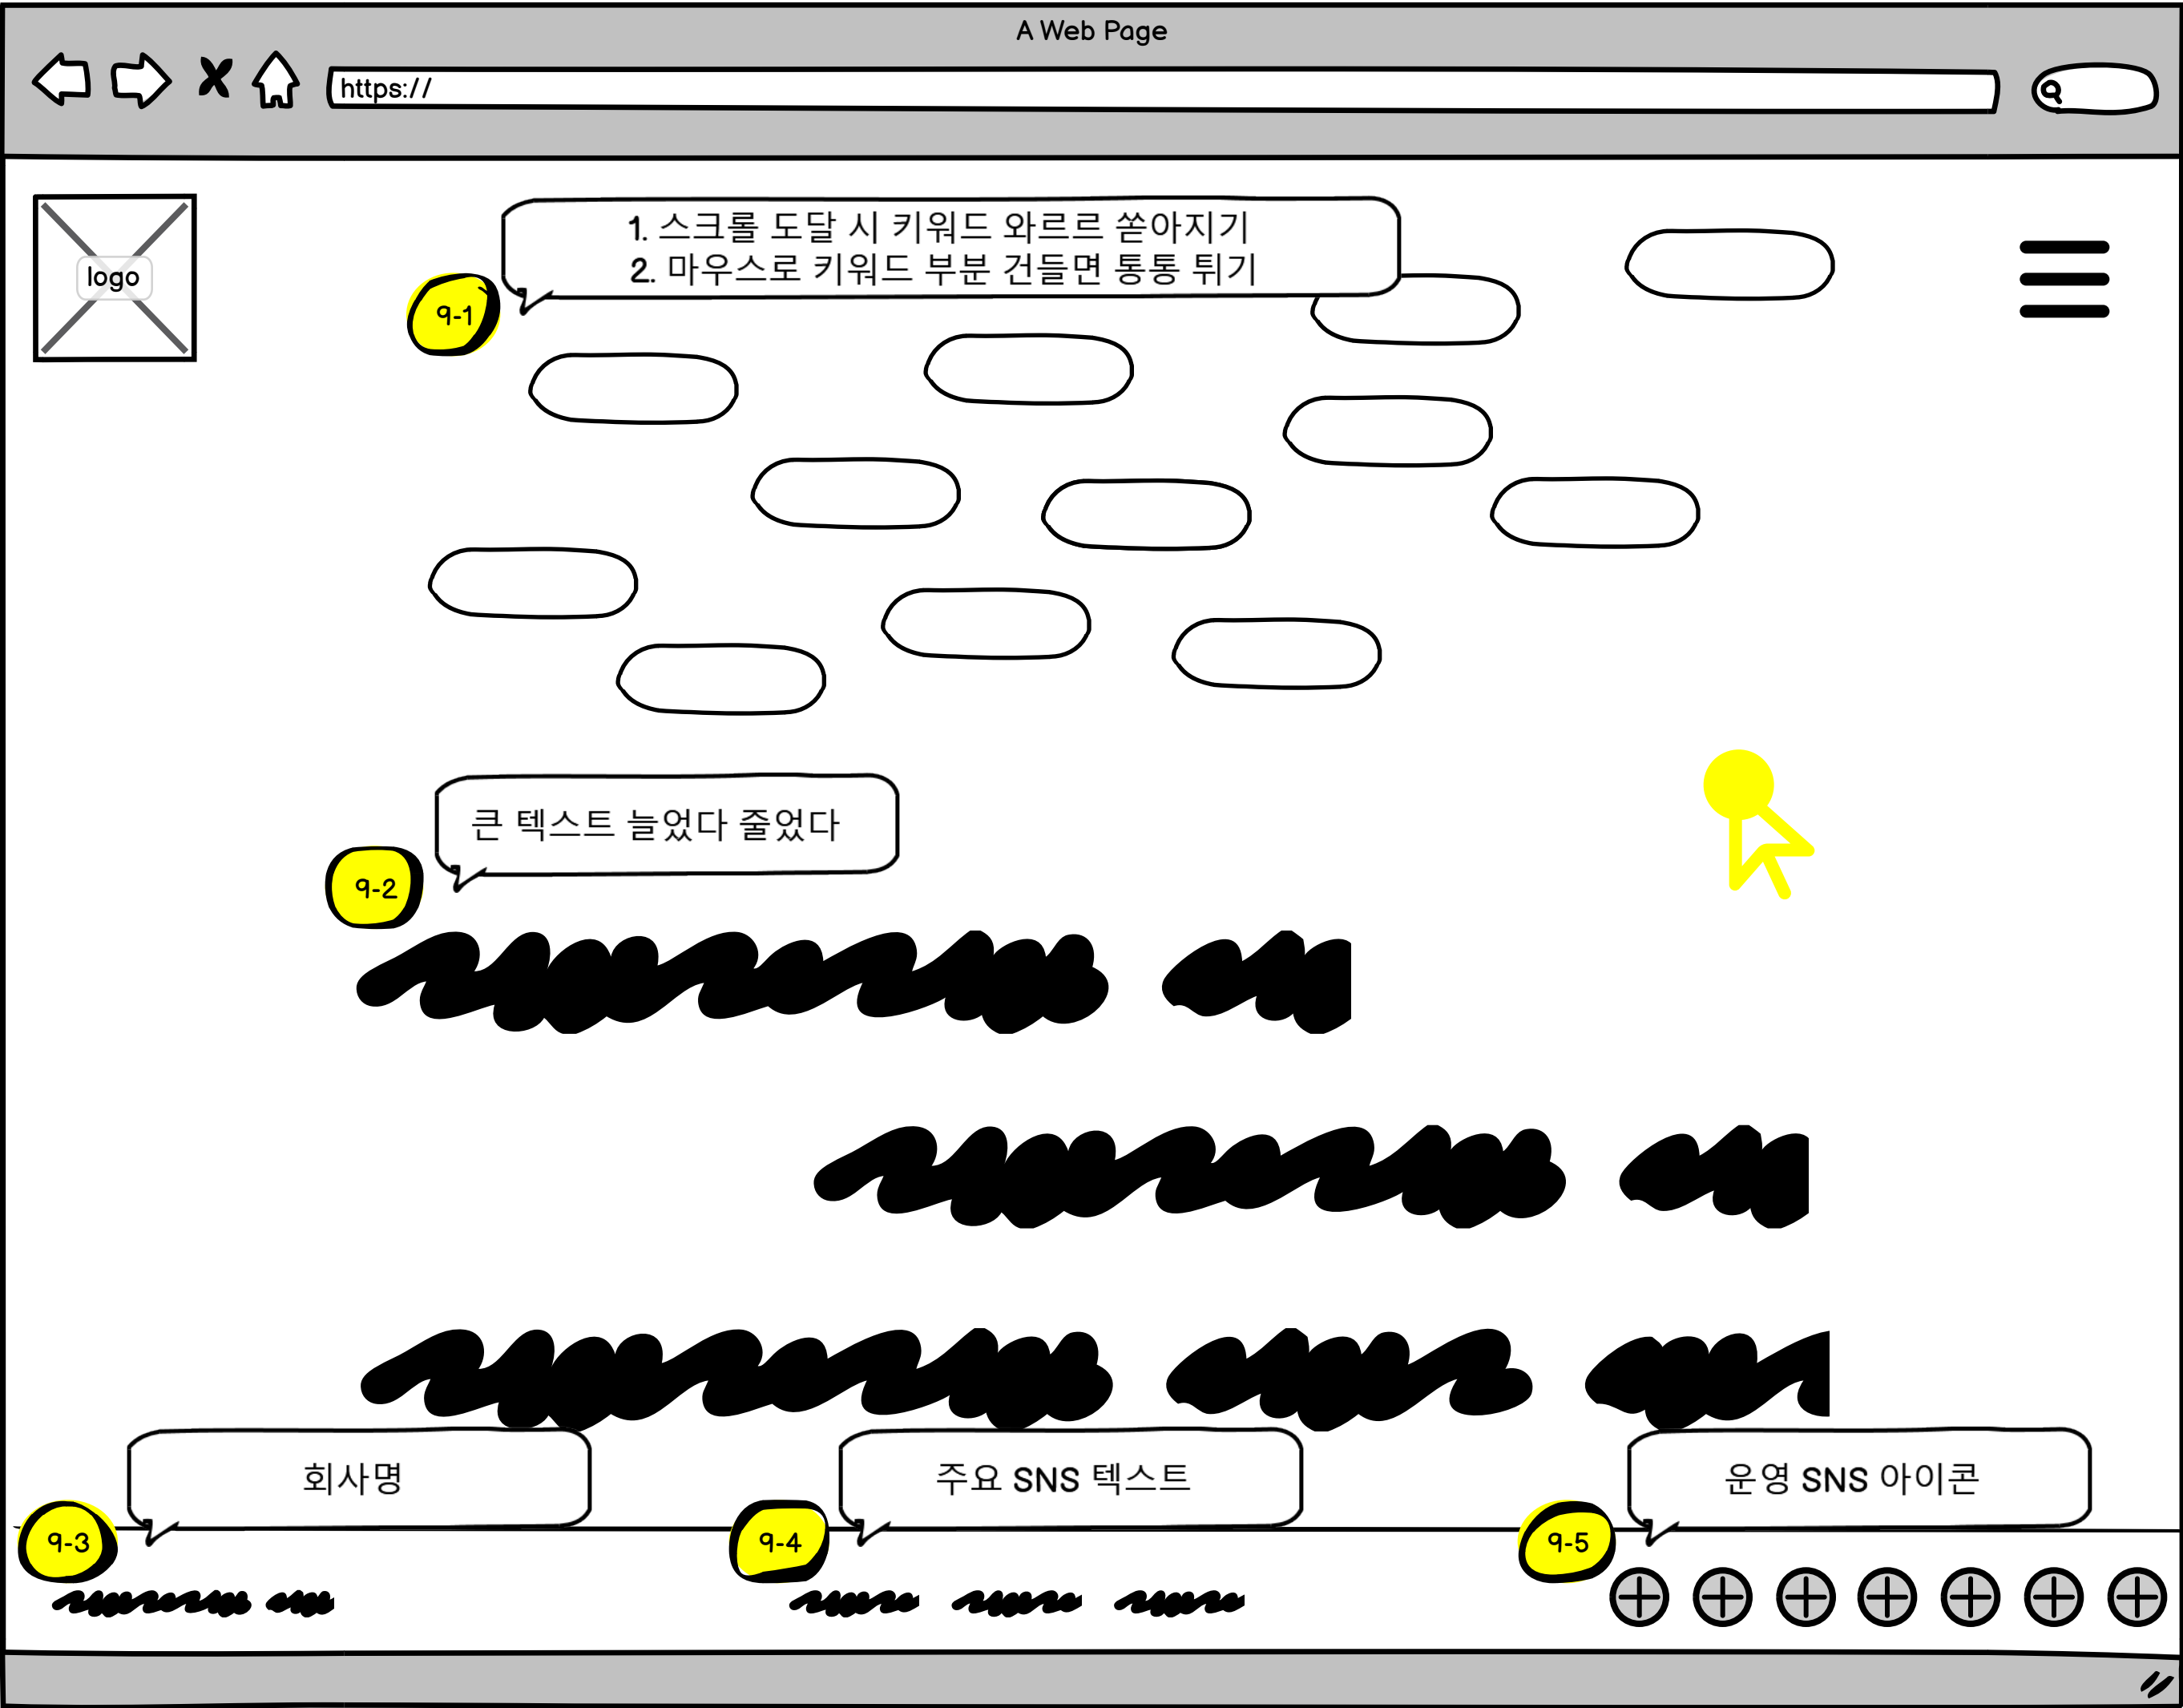 A Web Page
https://
logo
1. 스크롤 도달 시 키워드 와르르 쏟아지기
2. 마우스로 키워드 부분 건들면 통통 튀기
9-1
큰 텍스트 늘었다 줄었다
9-2
회사명
주요 SNS 텍스트
운영 SNS 아이콘
9-3
9-4
9-5